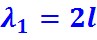 λ₁ = 2l